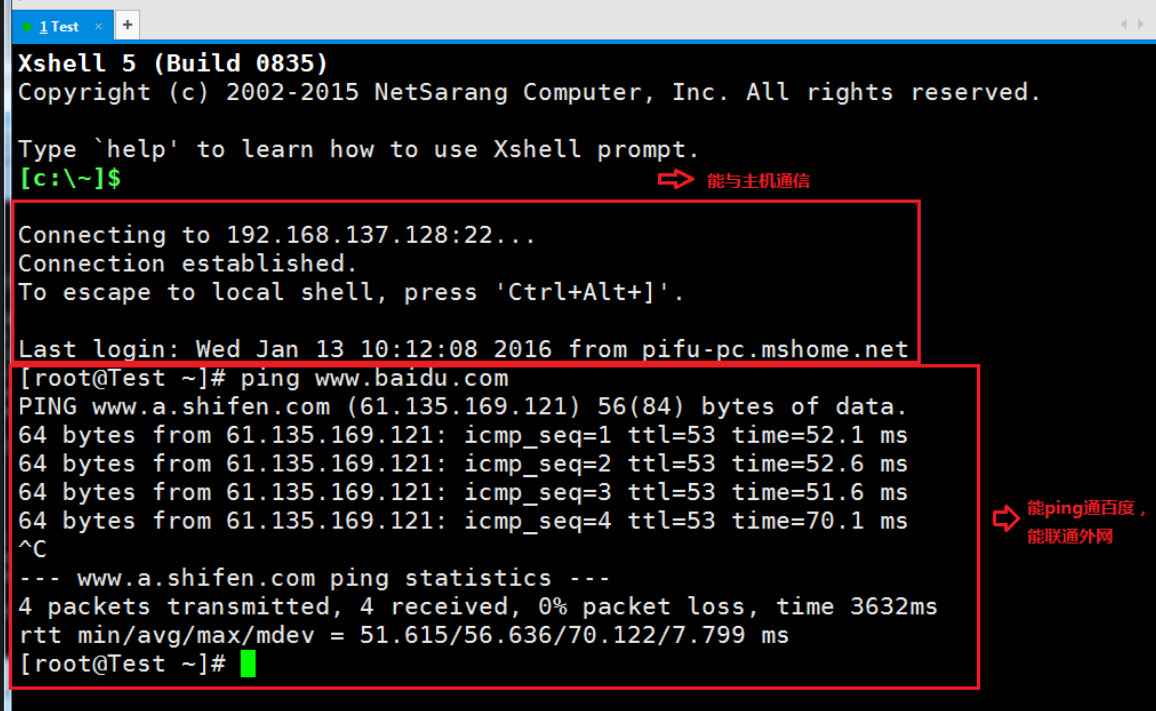 1 Test × +
Xshell 5 (Build 0835)
Copyright (c) 2002-2015 NetSarang Computer, Inc. All rights reserved.
Type `help' to learn how to use Xshell prompt.
[c:\~]$
能与主机通信
Connecting to 192.168.137.128:22...
Connection established.
To escape to local shell, press 'Ctrl+Alt+]'.
Last login: Wed Jan 13 10:12:08 2016 from pifu-pc.mshome.net
[root@Test ~]# ping www.baidu.com
PING www.a.shifen.com (61.135.169.121) 56(84) bytes of data.
64 bytes from 61.135.169.121: icmp_seq=1 ttl=53 time=52.1 ms
64 bytes from 61.135.169.121: icmp_seq=2 ttl=53 time=52.6 ms
64 bytes from 61.135.169.121: icmp_seq=3 ttl=53 time=51.6 ms
64 bytes from 61.135.169.121: icmp_seq=4 ttl=53 time=70.1 ms
^C
--- www.a.shifen.com ping statistics ---
4 packets transmitted, 4 received, 0% packet loss, time 3632ms
rtt min/avg/max/mdev = 51.615/56.636/70.122/7.799 ms
[root@Test ~]#
能ping通百度，
能联通外网